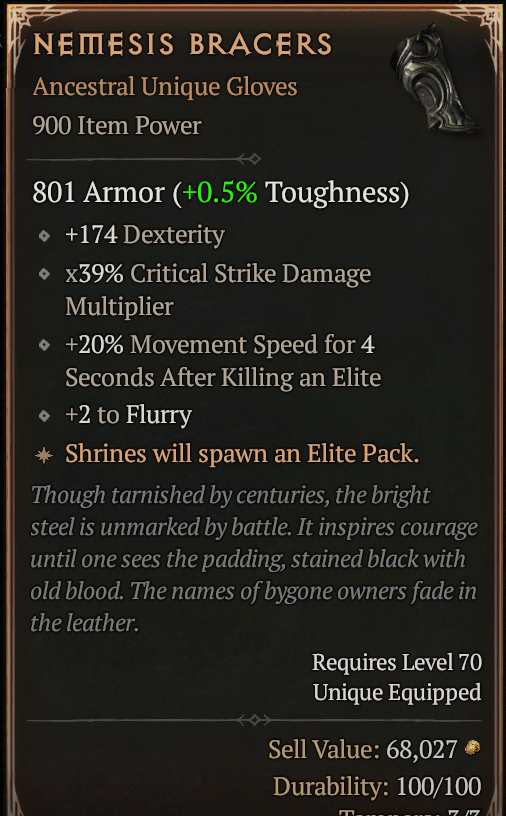 NEMESIS BRACERS
Ancestral Unique Gloves
900 Item Power
801 Armor (+0.5% Toughness)
+174 Dexterity
x39% Critical Strike Damage
Multiplier
+20% Movement Speed for 4
Seconds After Killing an Elite
+2 to Flurry
Shrines will spawn an Elite Pack.
Though tarnished by centuries, the bright
steel is unmarked by battle. It inspires courage
until one sees the padding, stained black with
old blood. The names of bygone owners fade in
the leather.
Requires Level 70
Unique Equipped
Sell Value: 68,027
Durability: 100/100